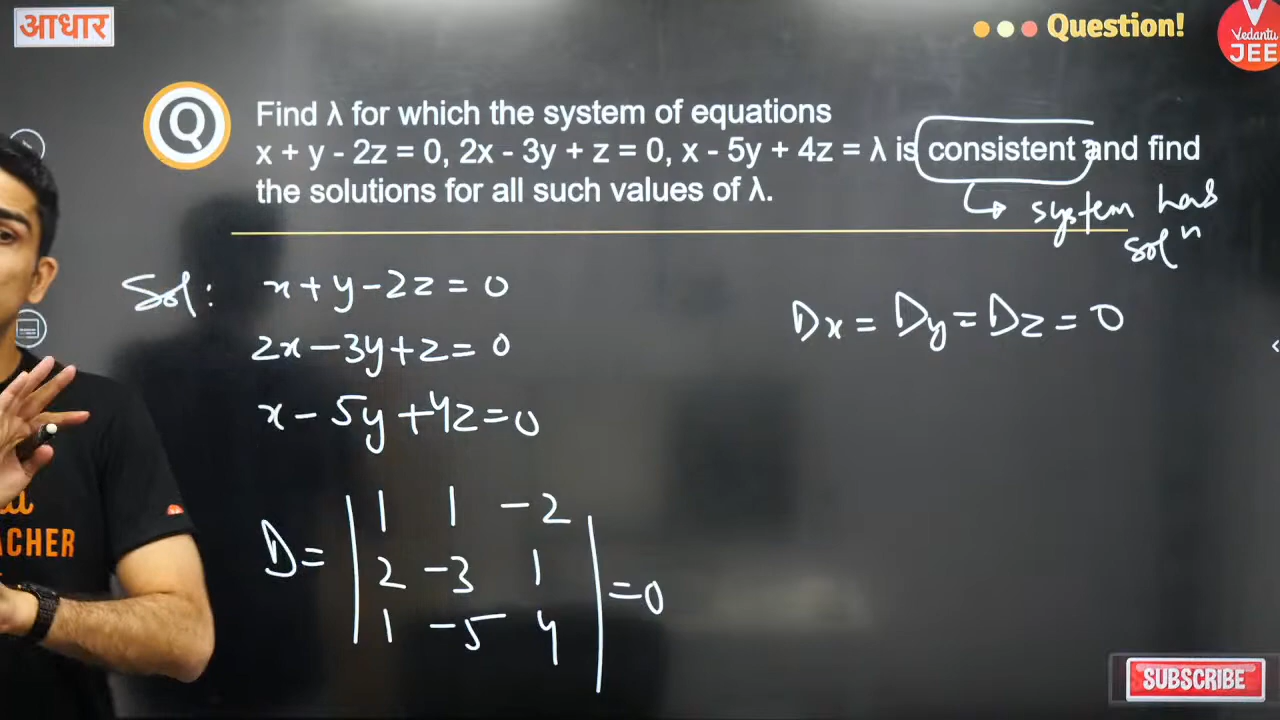 आधार
Question!
Vedantu
JEE
Q
Find λ for which the system of equations
x + y - 2z = 0, 2x - 3y + z = 0, x - 5y + 4z = λ is consistent and find
the solutions for all such values of λ.
system has
solⁿ
Sol: x+y-2z=0
2x-3y+z=0
x-5y+4z=0
Dx = Dy = Dz = 0
D= | 1 1 -2 |
| 2 -3 1 | =0
| 1 -5 4 |
ACHER
SUBSCRIBE